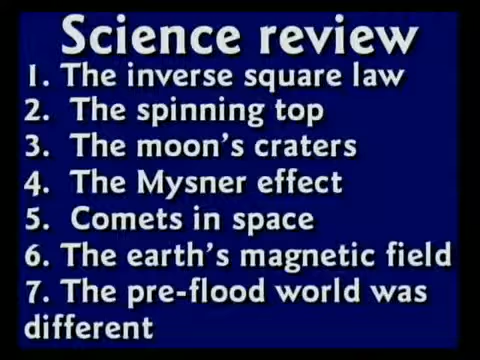 Science review
1. The inverse square law
2. The spinning top
3. The moon's craters
4. The Mysner effect
5. Comets in space
6. The earth's magnetic field
7. The pre-flood world was
different